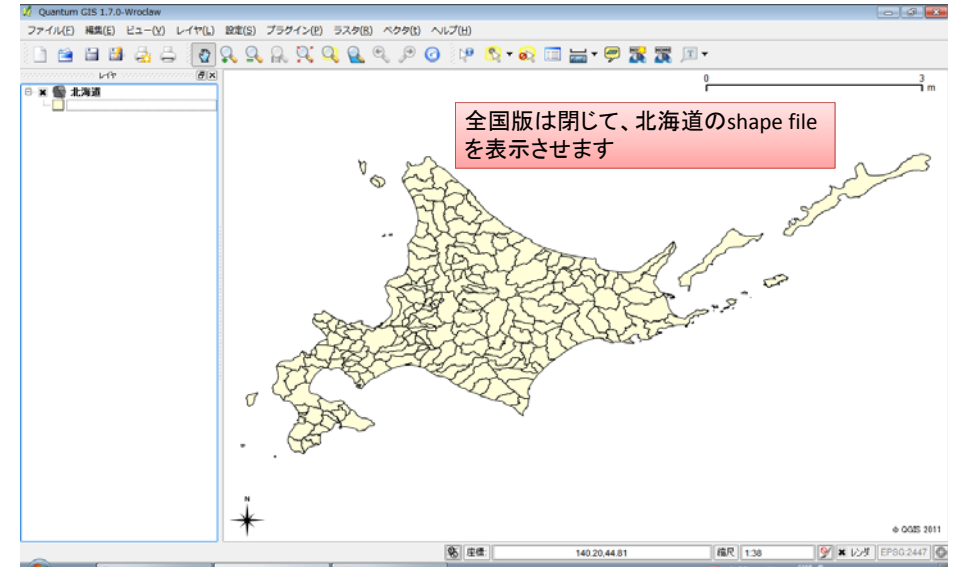 Quantum GIS 1.7.0-Wroclaw
ファイル(F) 編集(E) ビュー(V) レイヤ(L) 設定(S) プラグイン(P) ラスタ(R) ベクタ(t) ヘルプ(H)
レイヤ
北海道
0 3
m
全国版は閉じて、北海道のshape file
を表示させます
N
© QGIS 2011
座標: 140.20,44.81 縮尺 1:38 レンダ EPSG:2447